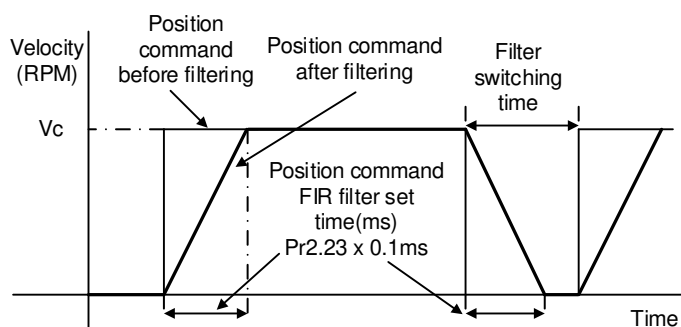 Velocity
(RPM)
Position
command
before filtering
Position command
after filtering
Filter
switching
time
Vc
Position command
FIR filter set
time(ms)
Pr2.23 x 0.1ms
Time